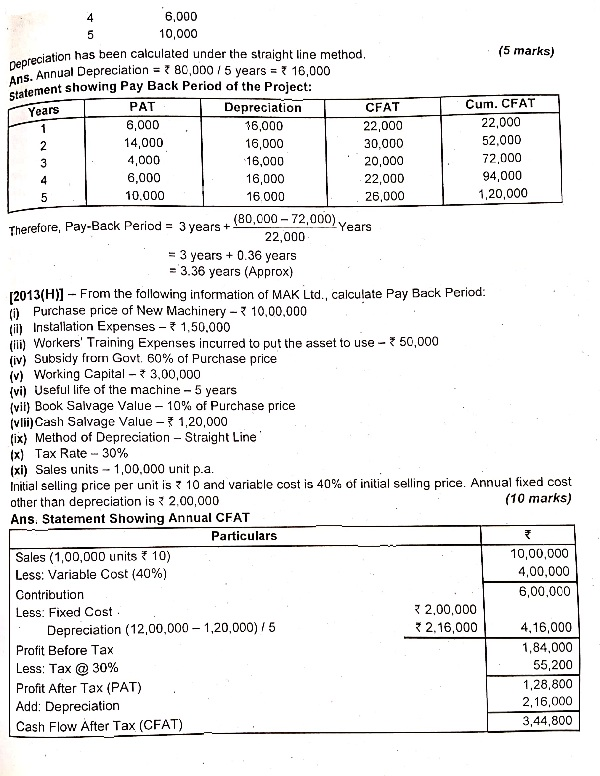 4 6,000
5 10,000
Depreciation has been calculated under the straight line method. (5 marks)
Ans. Annual Depreciation = ₹ 80,000 / 5 years = ₹ 16,000
Statement showing Pay Back Period of the Project:
Years PAT Depreciation CFAT Cum. CFAT
1 6,000 16,000 22,000 22,000
2 14,000 16,000 30,000 52,000
3 4,000 16,000 20,000 72,000
4 6,000 16,000 22,000 94,000
5 10,000 16,000 26,000 1,20,000
Therefore, Pay-Back Period = 3 years + (80,000 – 72,000) Years
22,000
= 3 years + 0.36 years
= 3.36 years (Approx)
[2013(H)] – From the following information of MAK Ltd., calculate Pay Back Period:
(i) Purchase price of New Machinery – ₹ 10,00,000
(ii) Installation Expenses – ₹ 1,50,000
(iii) Workers' Training Expenses incurred to put the asset to use – ₹ 50,000
(iv) Subsidy from Govt. 60% of Purchase price
(v) Working Capital – ₹ 3,00,000
(vi) Useful life of the machine – 5 years
(vii) Book Salvage Value – 10% of Purchase price
(viii) Cash Salvage Value – ₹ 1,20,000
(ix) Method of Depreciation – Straight Line
(x) Tax Rate – 30%
(xi) Sales units – 1,00,000 unit p.a.
Initial selling price per unit is ₹ 10 and variable cost is 40% of initial selling price. Annual fixed cost
other than depreciation is ₹ 2,00,000 (10 marks)
Ans. Statement Showing Annual CFAT
Particulars ₹
Sales (1,00,000 units ₹ 10) 10,00,000
Less: Variable Cost (40%) 4,00,000
Contribution 6,00,000
Less: Fixed Cost ₹ 2,00,000
Depreciation (12,00,000 – 1,20,000) / 5 ₹ 2,16,000 4,16,000
Profit Before Tax 1,84,000
Less: Tax @ 30% 55,200
Profit After Tax (PAT) 1,28,800
Add: Depreciation 2,16,000
Cash Flow After Tax (CFAT) 3,44,800